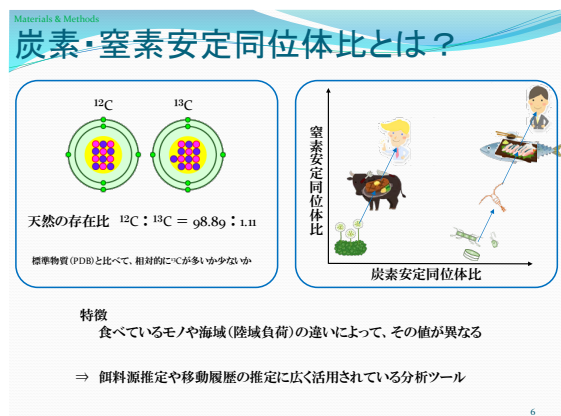 Materials & Methods
炭素・窒素安定同位体比とは？
¹²C ¹³C
天然の存在比 ¹²C：¹³C ＝ 98.89：1.11
標準物質（PDB）と比べて、相対的に¹³Cが多いか少ないか
窒素安定同位体比
炭素安定同位体比
特徴
食べているモノや海域（陸域負荷）の違いによって、その値が異なる
⇒ 餌料源推定や移動履歴の推定に広く活用されている分析ツール
6